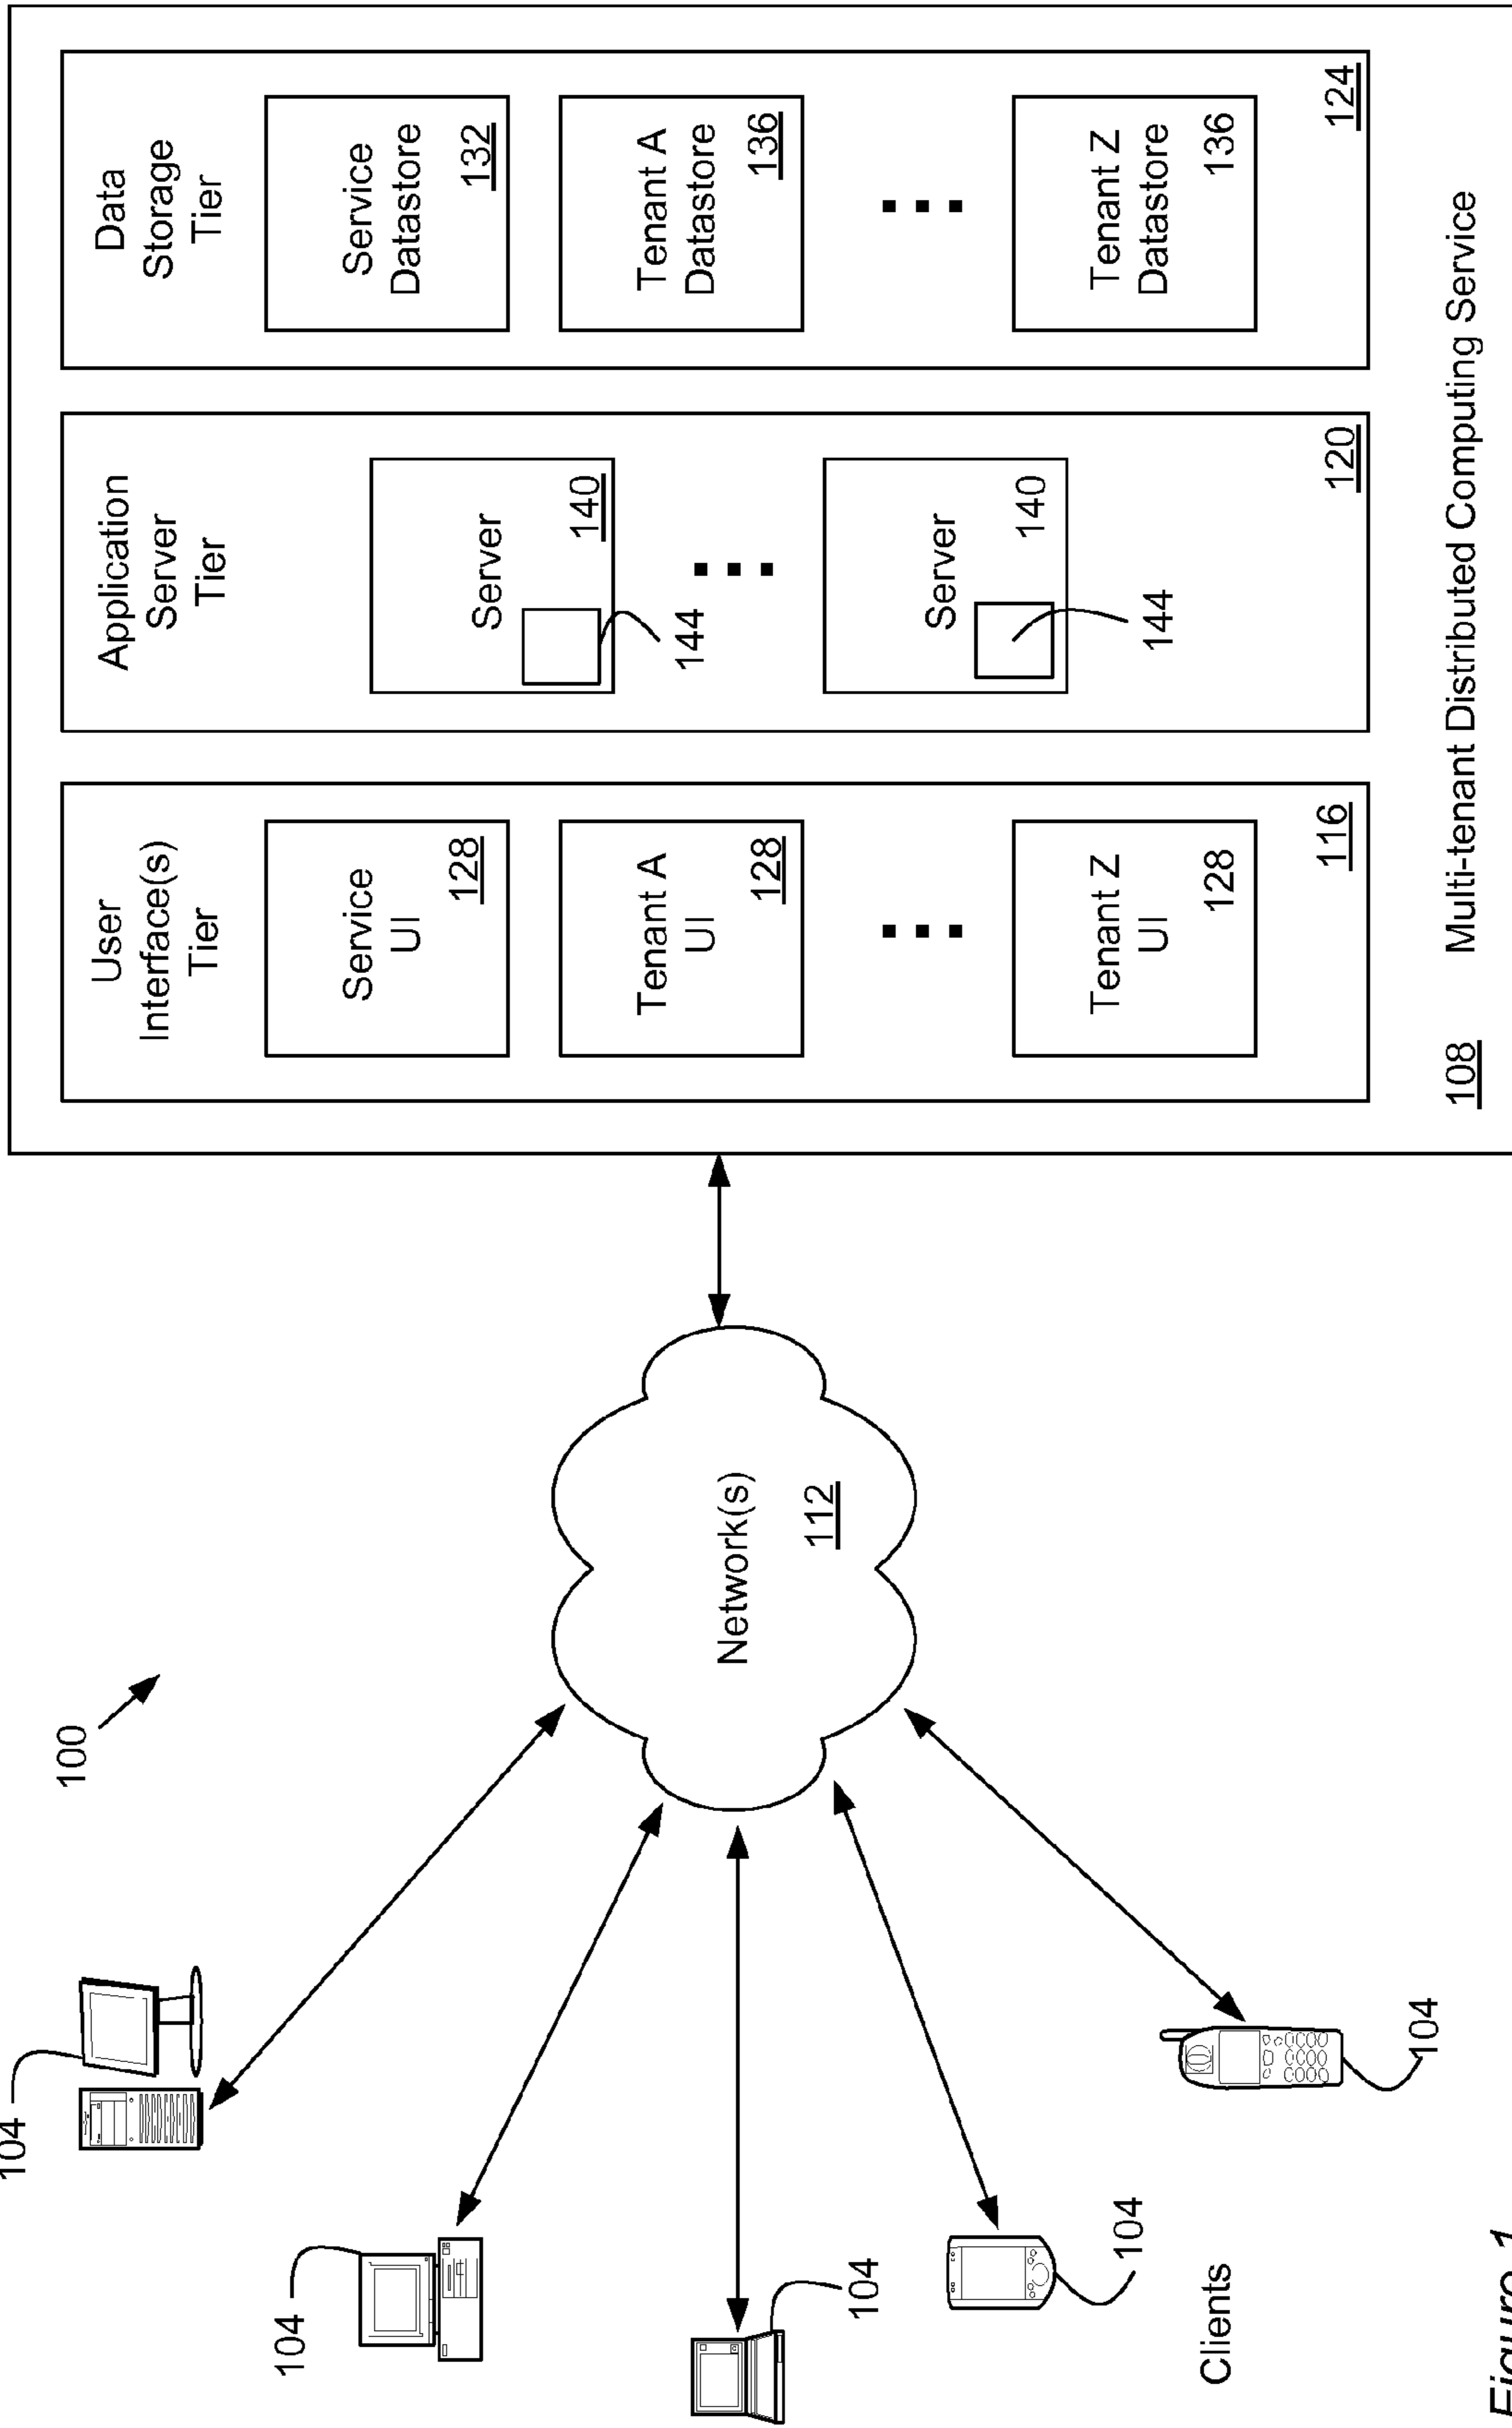 100
104
104
104
104
104
Clients
Network(s)
112
User
Interface(s)
Tier
Service
UI
128
Tenant A
UI
128
Tenant Z
UI
128
116
Application
Server
Tier
Server
140
144
Server
140
144
120
Data
Storage
Tier
Service
Datastore
132
Tenant A
Datastore
136
Tenant Z
Datastore
136
124
108 Multi-tenant Distributed Computing Service
Figure 1